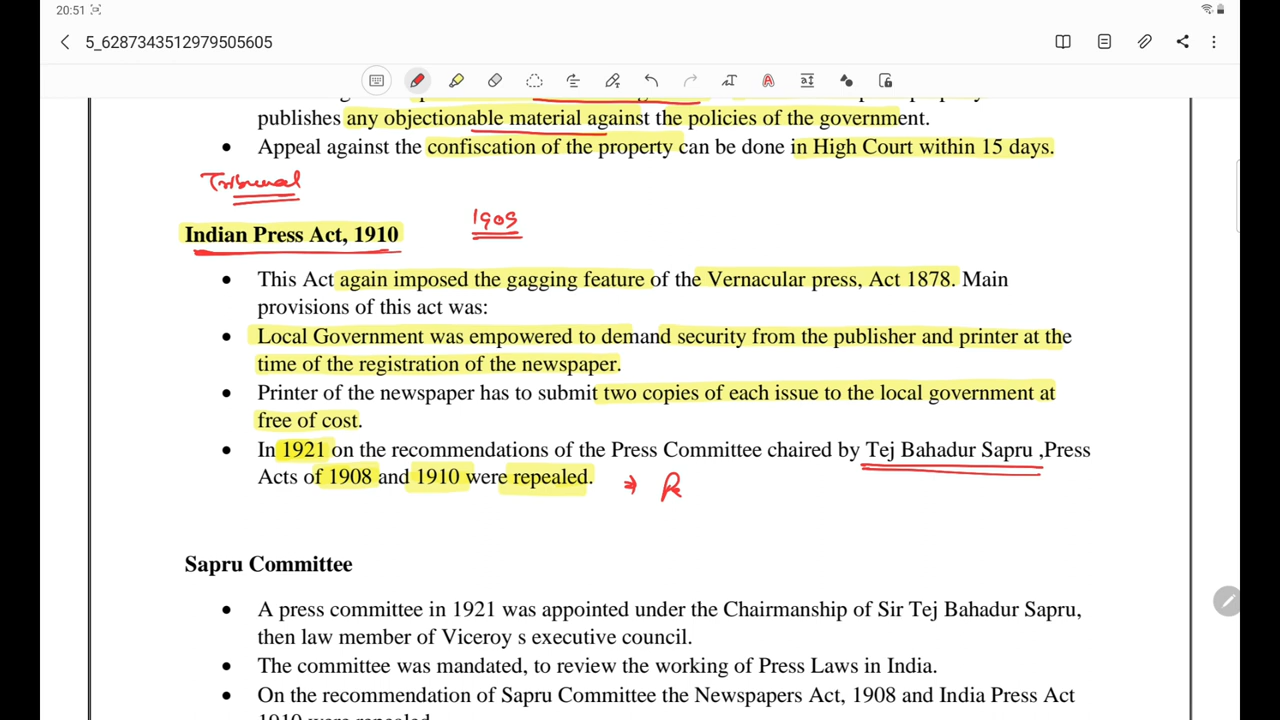 20:51
5_6287343512979505605
publishes any objectionable material against the policies of the government.
• Appeal against the confiscation of the property can be done in High Court within 15 days.
Tribunal
1909
Indian Press Act, 1910
• This Act again imposed the gagging feature of the Vernacular press, Act 1878. Main
provisions of this act was:
• Local Government was empowered to demand security from the publisher and printer at the
time of the registration of the newspaper.
• Printer of the newspaper has to submit two copies of each issue to the local government at
free of cost.
• In 1921 on the recommendations of the Press Committee chaired by Tej Bahadur Sapru ,Press
Acts of 1908 and 1910 were repealed. → R
Sapru Committee
• A press committee in 1921 was appointed under the Chairmanship of Sir Tej Bahadur Sapru,
then law member of Viceroy s executive council.
• The committee was mandated, to review the working of Press Laws in India.
• On the recommendation of Sapru Committee the Newspapers Act, 1908 and India Press Act
1910 were repealed